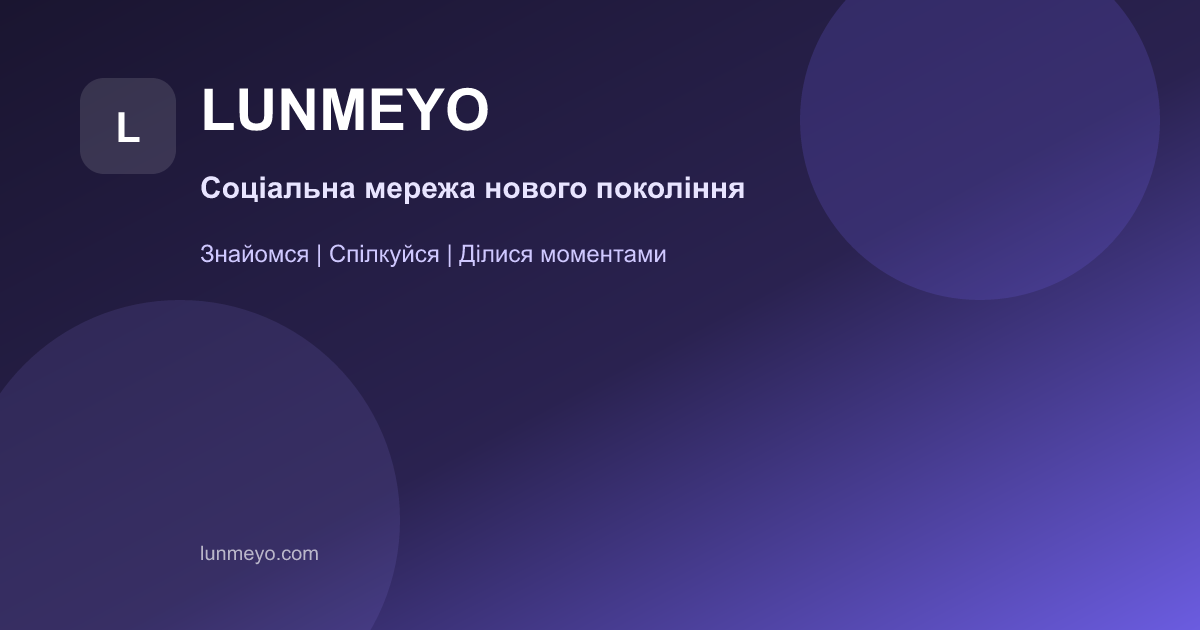 L
LUNMEYO
Соціальна мережа нового покоління
Знайомся | Спілкуйся | Ділися моментами
lunmeyo.com